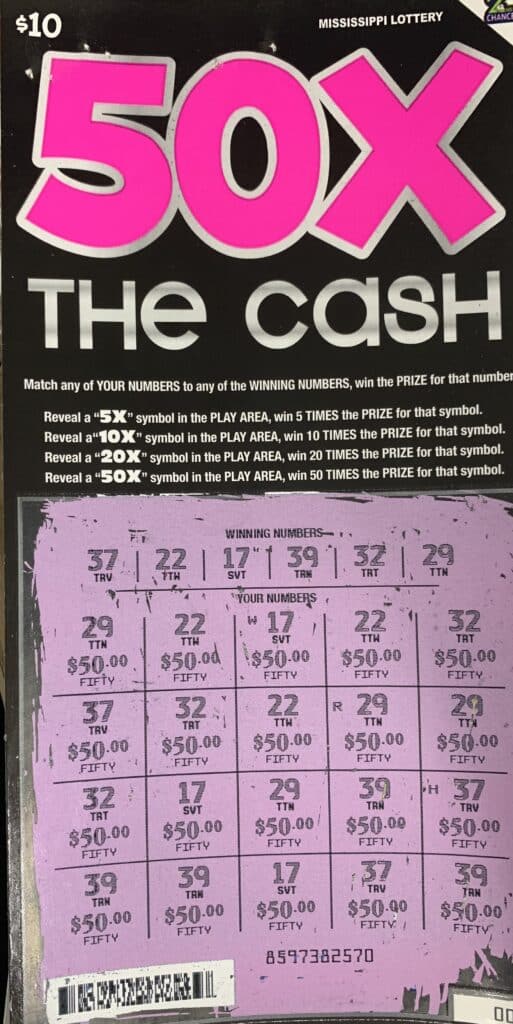 $10
MISSISSIPPI LOTTERY
CHANCE
50X
THE CASH
Match any of YOUR NUMBERS to any of the WINNING NUMBERS, win the PRIZE for that number
Reveal a "5X" symbol in the PLAY AREA, win 5 TIMES the PRIZE for that symbol.
Reveal a "10X" symbol in the PLAY AREA, win 10 TIMES the PRIZE for that symbol.
Reveal a "20X" symbol in the PLAY AREA, win 20 TIMES the PRIZE for that symbol.
Reveal a "50X" symbol in the PLAY AREA, win 50 TIMES the PRIZE for that symbol.
WINNING NUMBERS
37 22 17 39 32 29
TRV TTW SVT TRN TRT TTN
YOUR NUMBERS
29 22 W 17 22 32
TTN TTW SVT TTW TRT
$50.00 $50.00 $50.00 $50.00 $50.00
FIFTY FIFTY FIFTY FIFTY FIFTY
37 32 22 R 29 29
TRV TRT TTW TTN TTN
$50.00 $50.00 $50.00 $50.00 $50.00
FIFTY FIFTY FIFTY FIFTY FIFTY
32 17 29 39 H 37
TRT SVT TTN TRN TRV
$50.00 $50.00 $50.00 $50.00 $50.00
FIFTY FIFTY FIFTY FIFTY FIFTY
39 39 17 37 39
TRN TRN SVT TRV TRN
$50.00 $50.00 $50.00 $50.00 $50.00
FIFTY FIFTY FIFTY FIFTY FIFTY
8597382570